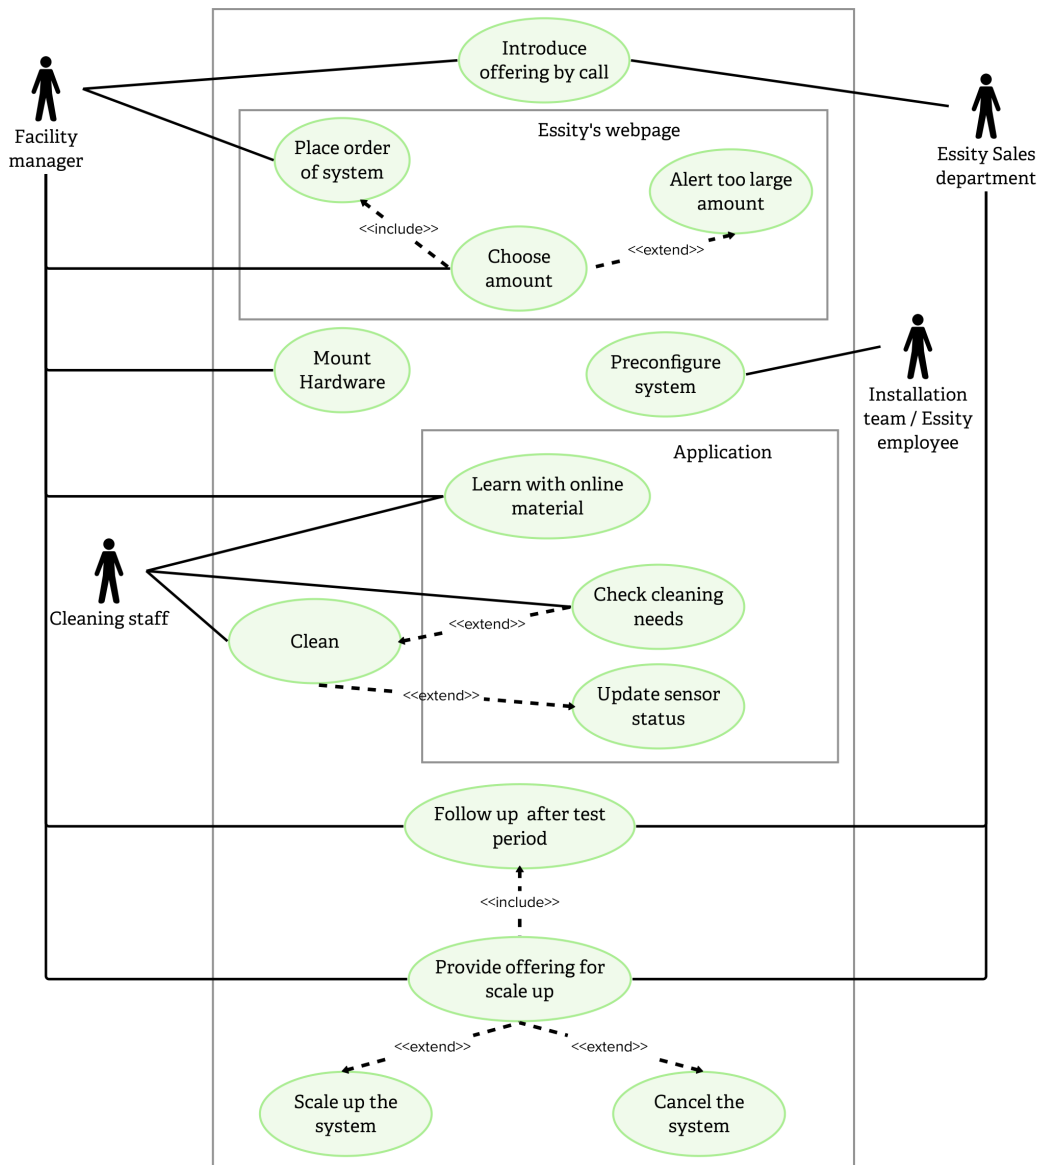 Introduce
offering by call
Facility
manager
Essity Sales
department
Essity's webpage
Place order
of system
Alert too large
amount
<<include>>
<<extend>>
Choose
amount
Mount
Hardware
Preconfigure
system
Installation
team / Essity
employee
Application
Learn with online
material
Cleaning staff
Check cleaning
needs
<<extend>>
Clean
<<extend>>
Update sensor
status
Follow up after test
period
<<include>>
Provide offering for
scale up
<<extend>>
<<extend>>
Scale up the
system
Cancel the
system